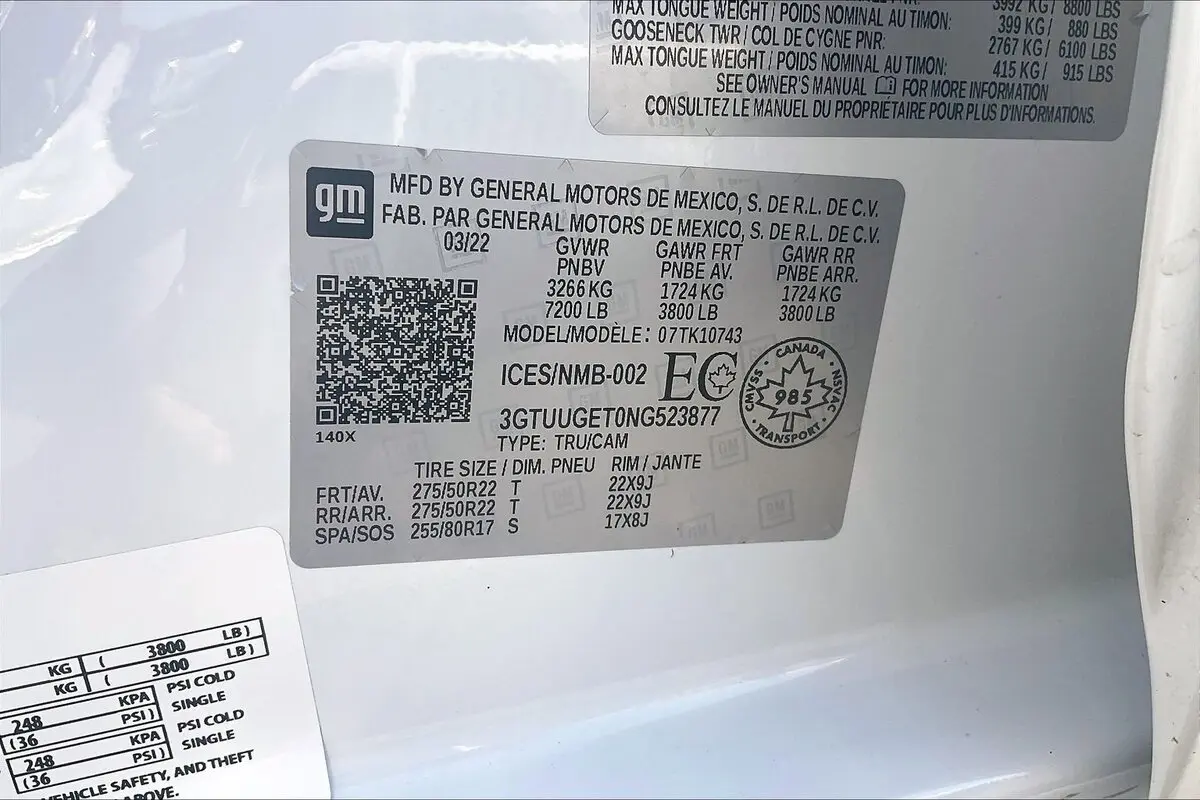 3992 KG / 8800 LBS
MAX TONGUE WEIGHT / POIDS NOMINAL AU TIMON: 399 KG / 880 LBS
GOOSENECK TWR / COL DE CYGNE PNR: 2767 KG / 6100 LBS
MAX TONGUE WEIGHT / POIDS NOMINAL AU TIMON: 415 KG / 915 LBS
SEE OWNER'S MANUAL FOR MORE INFORMATION
CONSULTEZ LE MANUEL DU PROPRIÉTAIRE POUR PLUS D'INFORMATIONS.
gm
MFD BY GENERAL MOTORS DE MEXICO, S. DE R.L. DE C.V.
FAB. PAR GENERAL MOTORS DE MEXICO, S. DE R.L. DE C.V.
03/22 GVWR GAWR FRT GAWR RR
PNBV PNBE AV. PNBE ARR.
3266 KG 1724 KG 1724 KG
7200 LB 3800 LB 3800 LB
MODEL/MODÈLE: 07TK10743
ICES/NMB-002 EC
CANADA
CMVSS 985 NSVAC
TRANSPORT
3GTUUGET0NG523877
140X
TYPE: TRU/CAM
TIRE SIZE / DIM. PNEU RIM / JANTE
FRT/AV. 275/50R22 T 22X9J
RR/ARR. 275/50R22 T 22X9J
SPA/SOS 255/80R17 S 17X8J
KG ( 3800 LB )
KG ( 3800 LB )
248 KPA PSI COLD
(36 PSI ) SINGLE
248 KPA PSI COLD
(36 PSI ) SINGLE
VEHICLE SAFETY, AND THEFT
ABOVE.